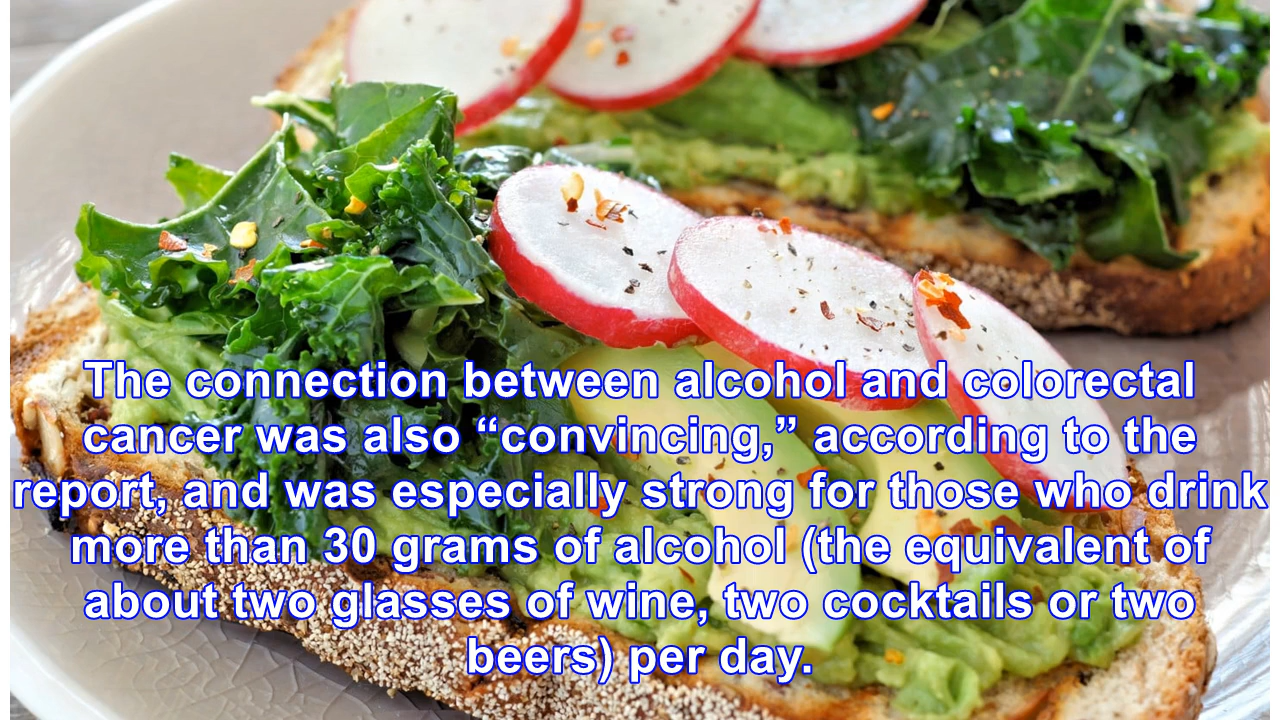 The connection between alcohol and colorectal
cancer was also “convincing,” according to the
report, and was especially strong for those who drink
more than 30 grams of alcohol (the equivalent of
about two glasses of wine, two cocktails or two
beers) per day.